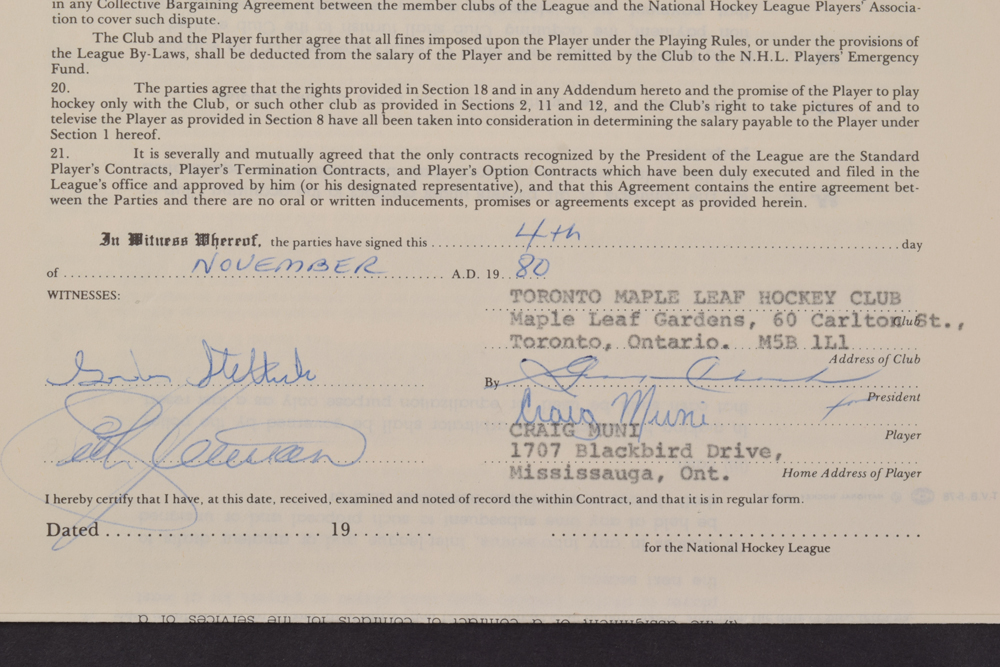 in any Collective Bargaining Agreement between the member clubs of the League and the National Hockey League Players' Associa-
tion to cover such dispute.
The Club and the Player further agree that all fines imposed upon the Player under the Playing Rules, or under the provisions of
the League By-Laws, shall be deducted from the salary of the Player and be remitted by the Club to the N.H.L. Players' Emergency
Fund.
20. The parties agree that the rights provided in Section 18 and in any Addendum hereto and the promise of the Player to play
hockey only with the Club, or such other club as provided in Sections 2, 11 and 12, and the Club's right to take pictures of and to
televise the Player as provided in Section 8 have all been taken into consideration in determining the salary payable to the Player under
Section 1 hereof.
21. It is severally and mutually agreed that the only contracts recognized by the President of the League are the Standard
Player's Contracts, Player's Termination Contracts, and Player's Option Contracts which have been duly executed and filed in the
League's office and approved by him (or his designated representative), and that this Agreement contains the entire agreement bet-
ween the Parties and there are no oral or written inducements, promises or agreements except as provided herein.
In Witness Whereof, the parties have signed this 4th day
of NOVEMBER A.D. 19 80
WITNESSES:
TORONTO MAPLE LEAF HOCKEY CLUB
Maple Leaf Gardens, 60 Carlton St., Club
Toronto, Ontario. M5B 1L1
Address of Club
By
President
Craig Muni
CRAIG MUNI Player
1707 Blackbird Drive,
Mississauga, Ont. Home Address of Player
I hereby certify that I have, at this date, received, examined and noted of record the within Contract, and that it is in regular form.
Dated 19
for the National Hockey League